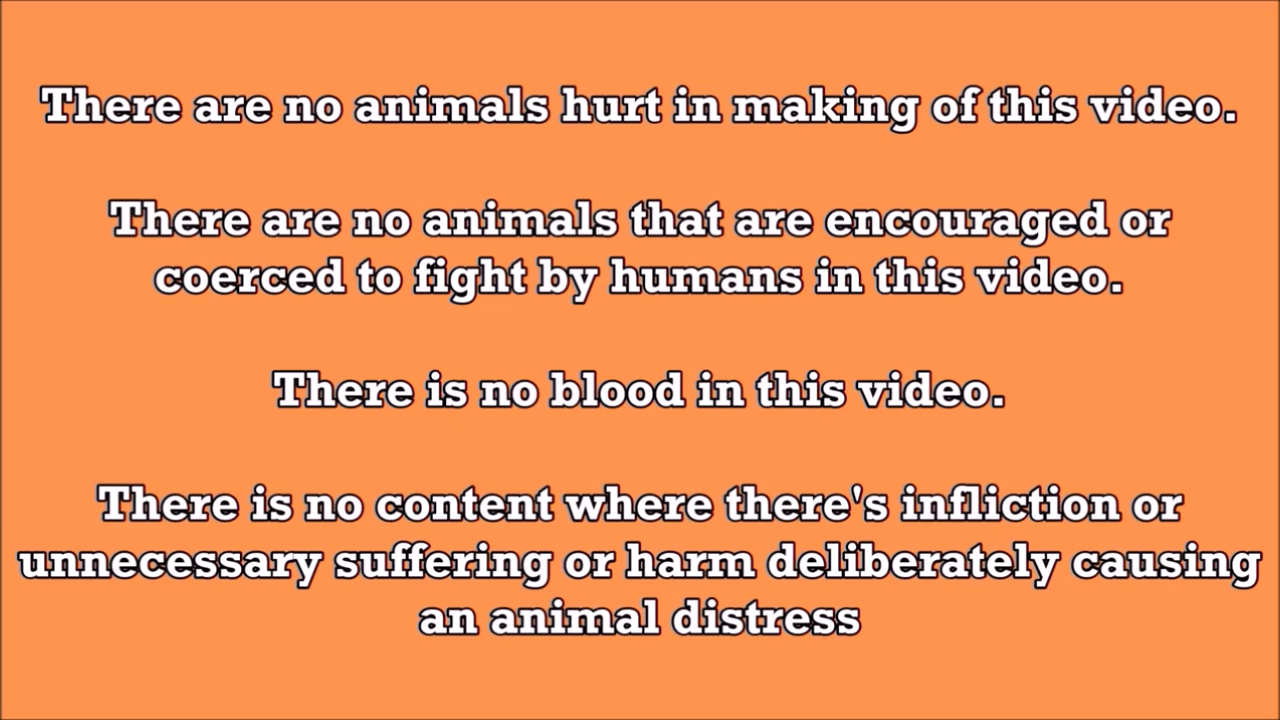 There are no animals hurt in making of this video.
There are no animals that are encouraged or
coerced to fight by humans in this video.
There is no blood in this video.
There is no content where there's infliction or
unnecessary suffering or harm deliberately causing
an animal distress